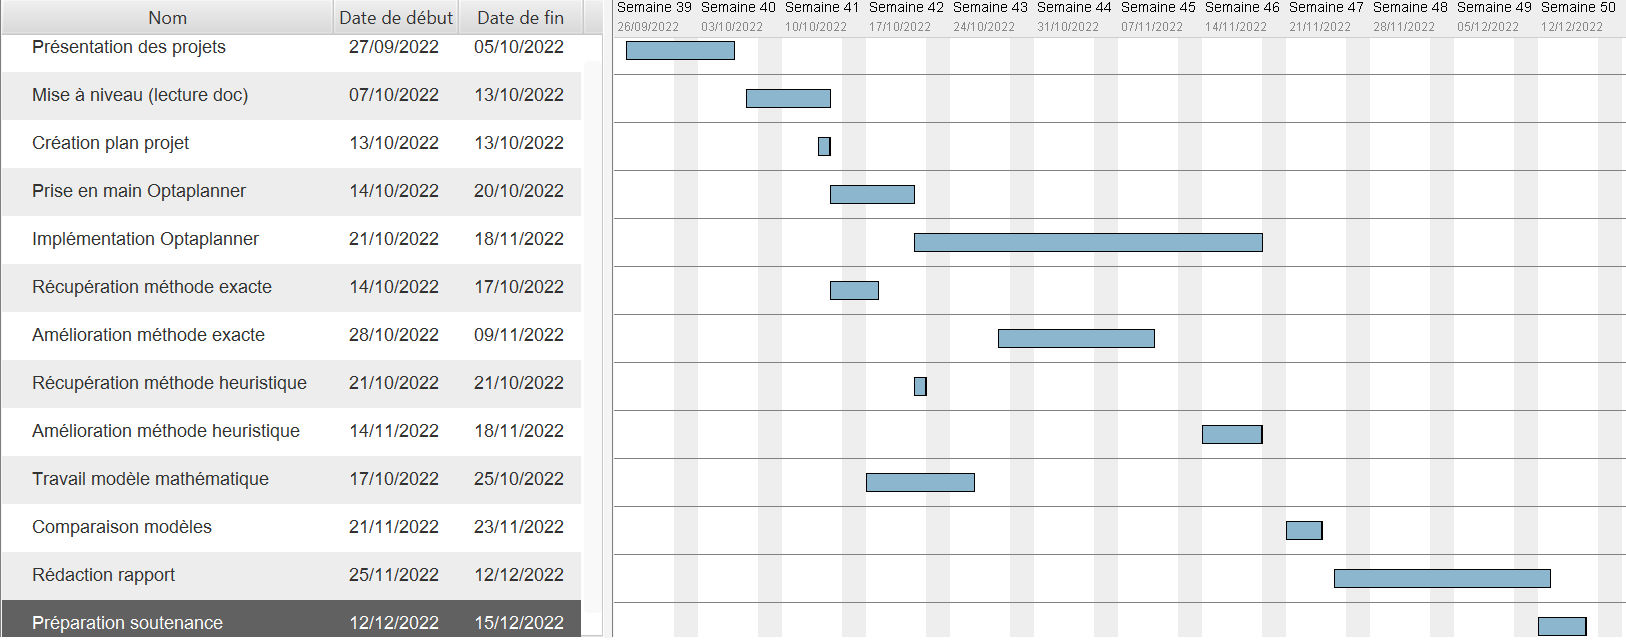 Nom Date de début Date de fin Semaine 39 Semaine 40 Semaine 41 Semaine 42 Semaine 43 Semaine 44 Semaine 45 Semaine 46 Semaine 47 Semaine 48 Semaine 49 Semaine 50
26/09/2022 03/10/2022 10/10/2022 17/10/2022 24/10/2022 31/10/2022 07/11/2022 14/11/2022 21/11/2022 28/11/2022 05/12/2022 12/12/2022
Présentation des projets 27/09/2022 05/10/2022
Mise à niveau (lecture doc) 07/10/2022 13/10/2022
Création plan projet 13/10/2022 13/10/2022
Prise en main Optaplanner 14/10/2022 20/10/2022
Implémentation Optaplanner 21/10/2022 18/11/2022
Récupération méthode exacte 14/10/2022 17/10/2022
Amélioration méthode exacte 28/10/2022 09/11/2022
Récupération méthode heuristique 21/10/2022 21/10/2022
Amélioration méthode heuristique 14/11/2022 18/11/2022
Travail modèle mathématique 17/10/2022 25/10/2022
Comparaison modèles 21/11/2022 23/11/2022
Rédaction rapport 25/11/2022 12/12/2022
Préparation soutenance 12/12/2022 15/12/2022